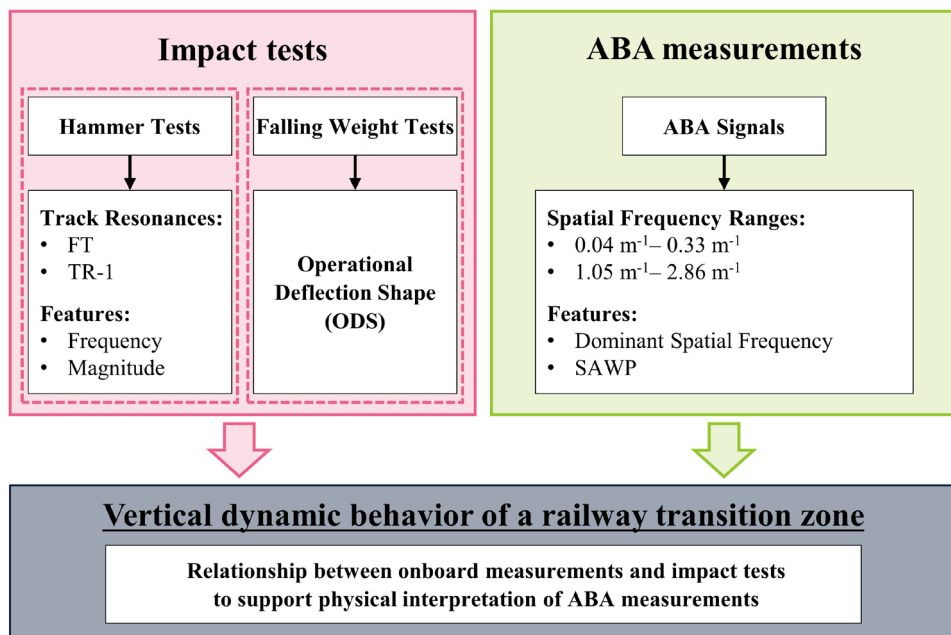 Impact tests
Hammer Tests
Track Resonances:
• FT
• TR-1
Features:
• Frequency
• Magnitude
Falling Weight Tests
Operational
Deflection Shape
(ODS)
ABA measurements
ABA Signals
Spatial Frequency Ranges:
• 0.04 m⁻¹– 0.33 m⁻¹
• 1.05 m⁻¹– 2.86 m⁻¹
Features:
• Dominant Spatial Frequency
• SAWP
Vertical dynamic behavior of a railway transition zone
Relationship between onboard measurements and impact tests
to support physical interpretation of ABA measurements